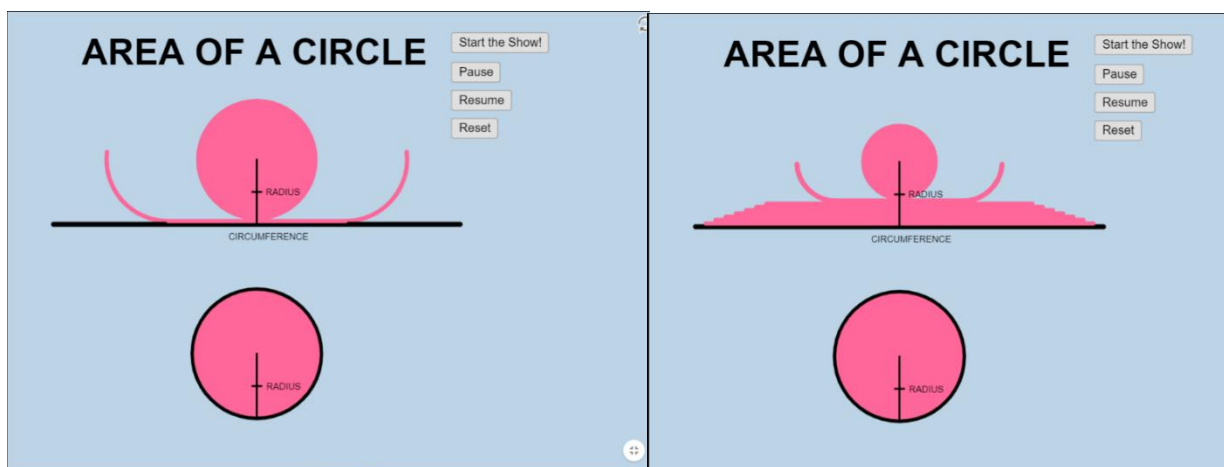 AREA OF A CIRCLE
Start the Show!
Pause
Resume
Reset
RADIUS
CIRCUMFERENCE
RADIUS
AREA OF A CIRCLE
Start the Show!
Pause
Resume
Reset
RADIUS
CIRCUMFERENCE
RADIUS